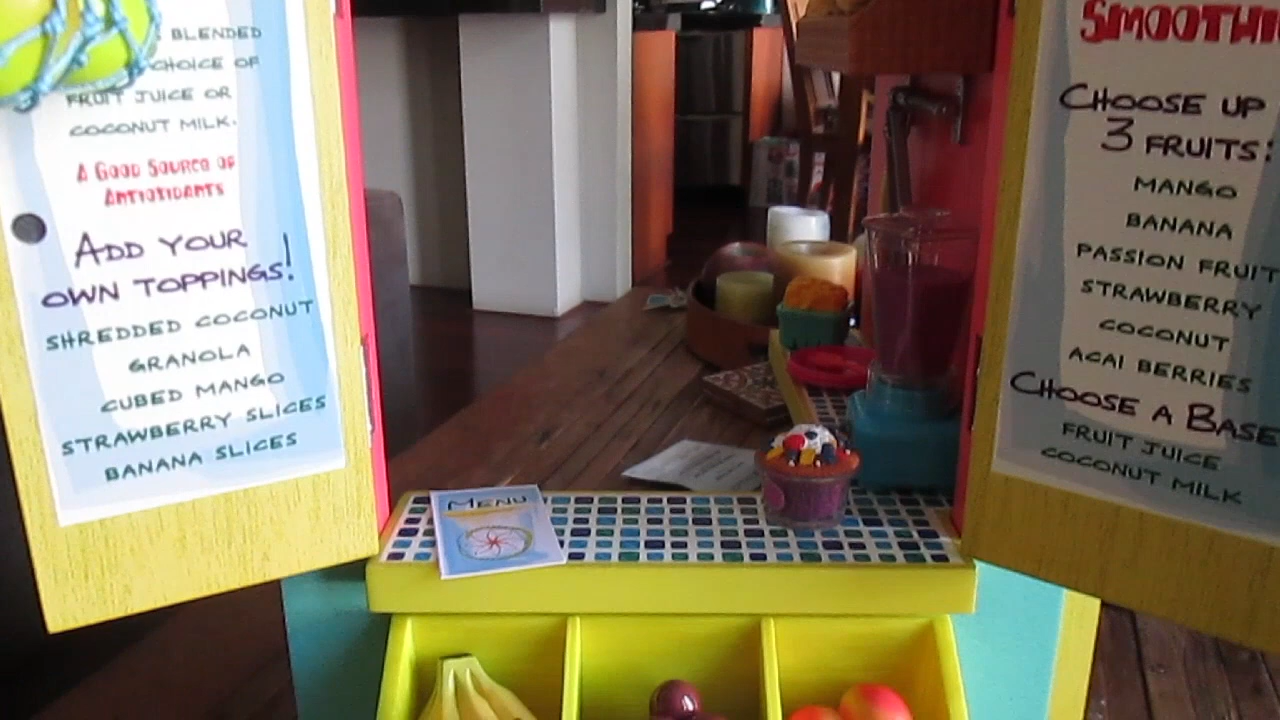 BLENDED
CHOICE OF
FRUIT JUICE OR
COCONUT MILK.
A GOOD SOURCE OF
ANTIOXIDANTS
ADD YOUR
OWN TOPPINGS!
SHREDDED COCONUT
GRANOLA
CUBED MANGO
STRAWBERRY SLICES
BANANA SLICES
MENU
CHOOSE UP
3 FRUITS:
MANGO
BANANA
PASSION FRUIT
STRAWBERRY
COCONUT
ACAI BERRIES
CHOOSE A BASE
FRUIT JUICE
COCONUT MILK